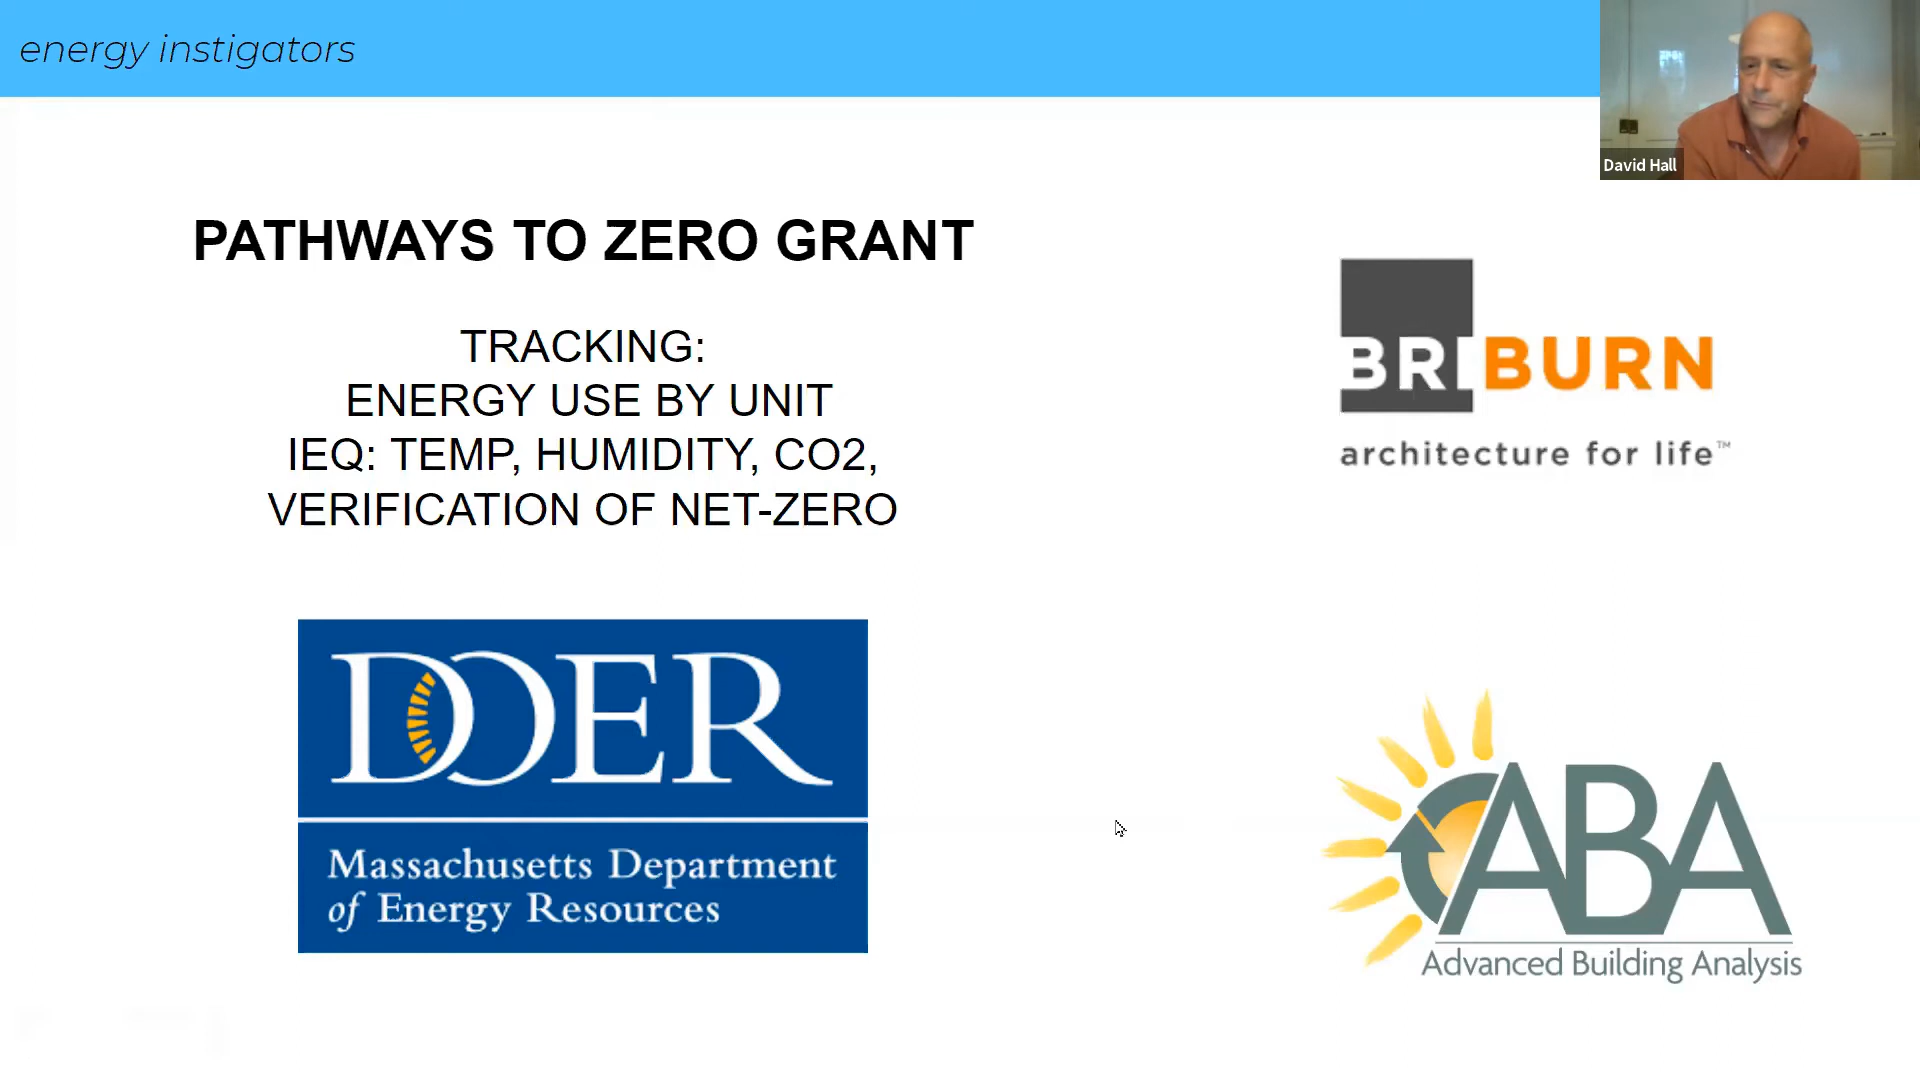 energy instigators
David Hall
PATHWAYS TO ZERO GRANT
TRACKING:
ENERGY USE BY UNIT
IEQ: TEMP, HUMIDITY, CO2,
VERIFICATION OF NET-ZERO
BRIBURN
architecture for life™
DOER
Massachusetts Department
of Energy Resources
ABA
Advanced Building Analysis